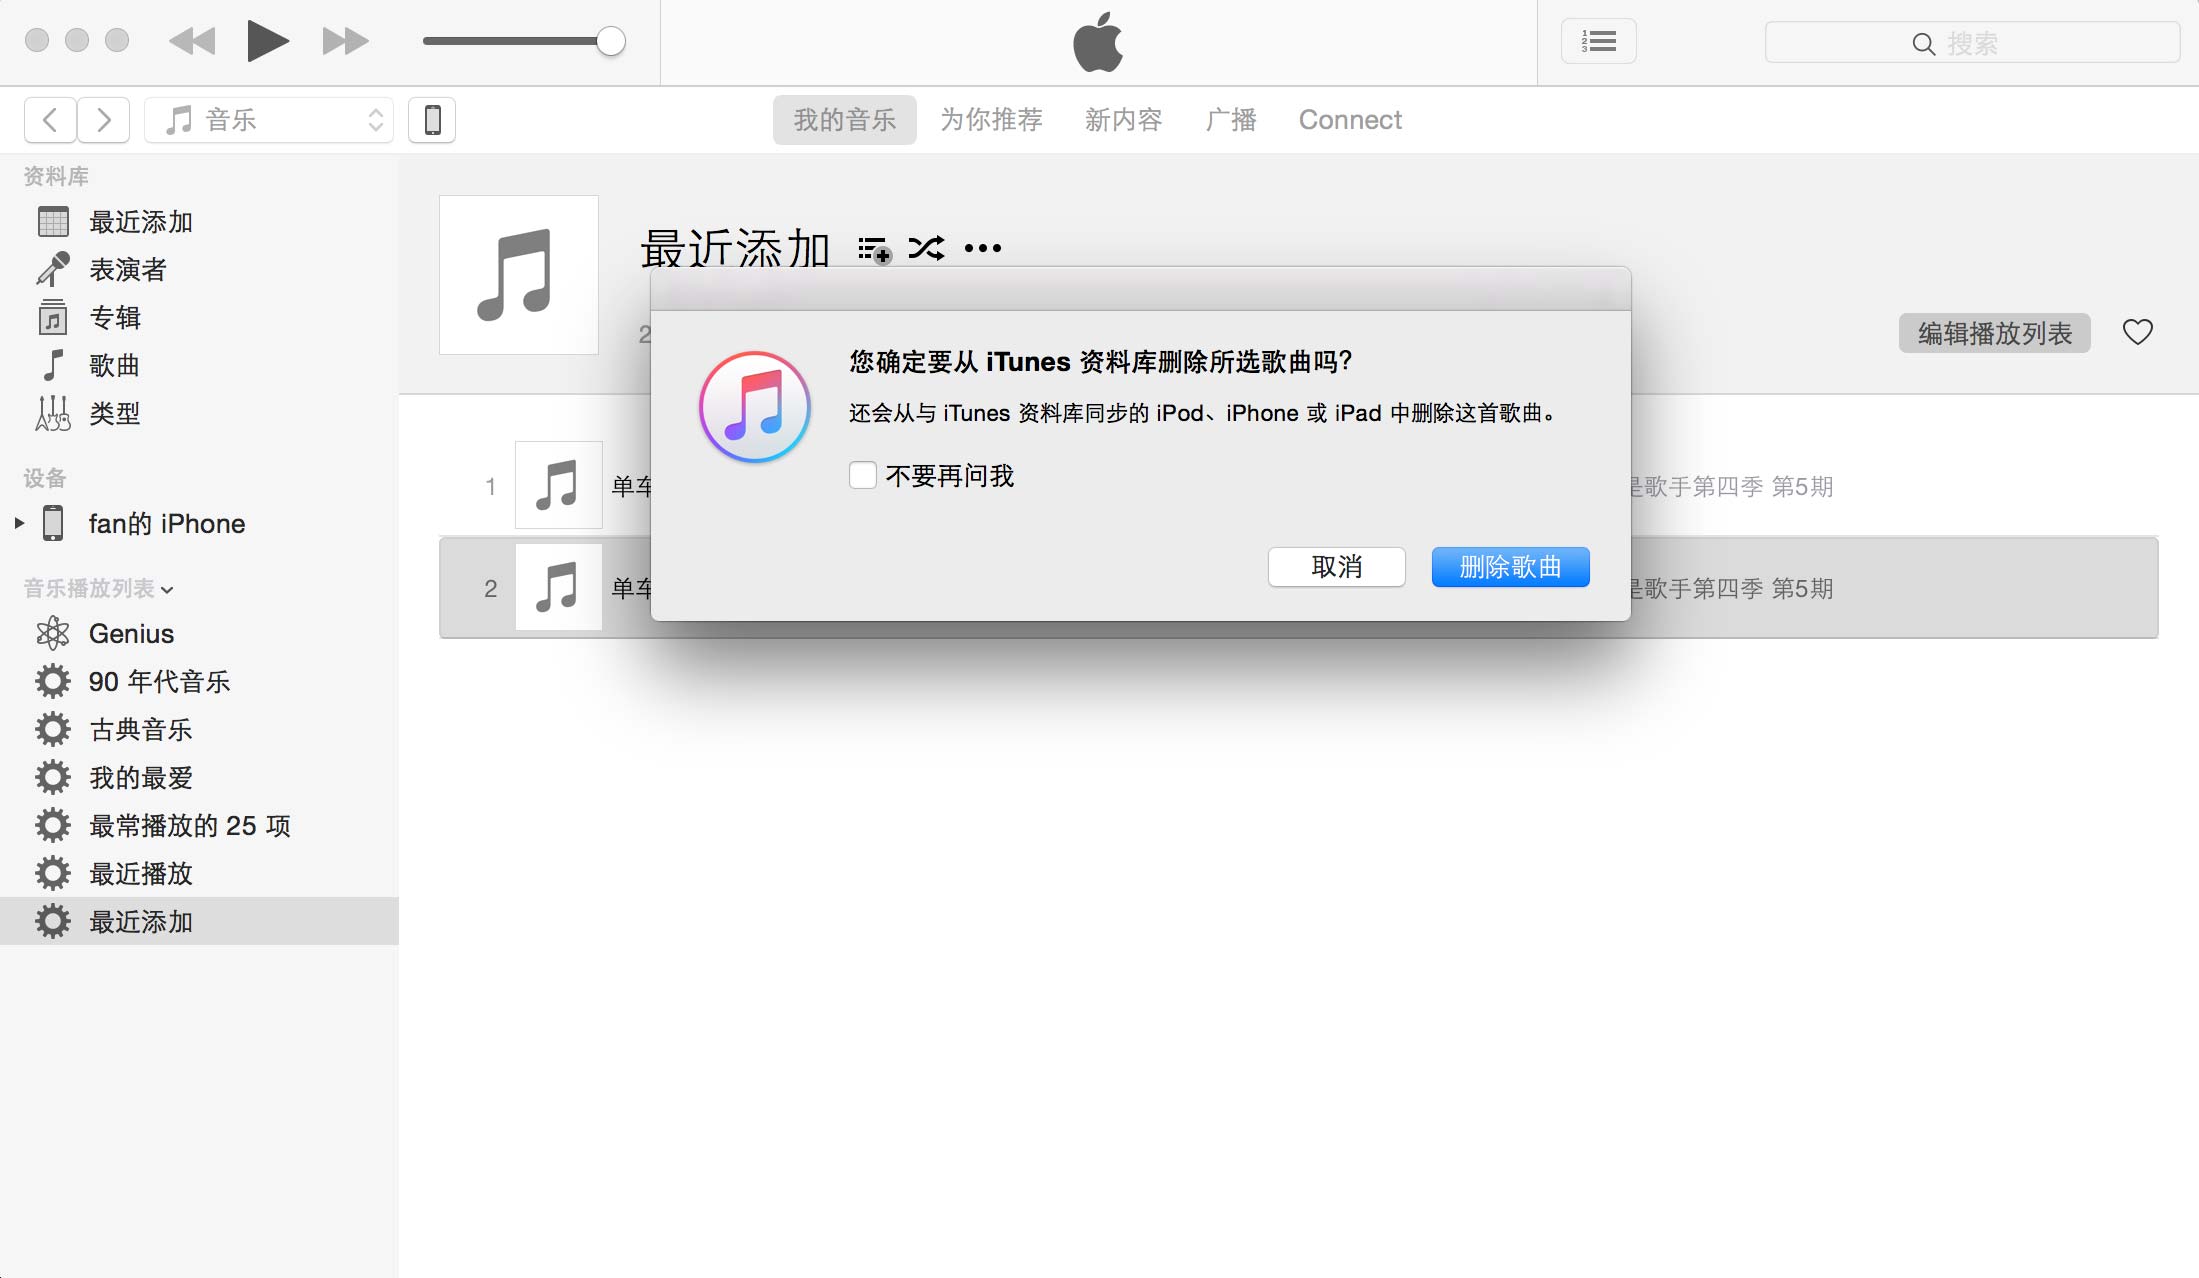 搜索
音乐
我的音乐 为你推荐 新内容 广播 Connect
资料库
最近添加
表演者
专辑
歌曲
类型
设备
fan的 iPhone
音乐播放列表
Genius
90 年代音乐
古典音乐
我的最爱
最常播放的 25 项
最近播放
最近添加
最近添加
2
编辑播放列表
您确定要从 iTunes 资料库删除所选歌曲吗?
还会从与 iTunes 资料库同步的 iPod、iPhone 或 iPad 中删除这首歌曲。
不要再问我
取消 删除歌曲
1 单车 是歌手第四季 第5期
2 单车 是歌手第四季 第5期